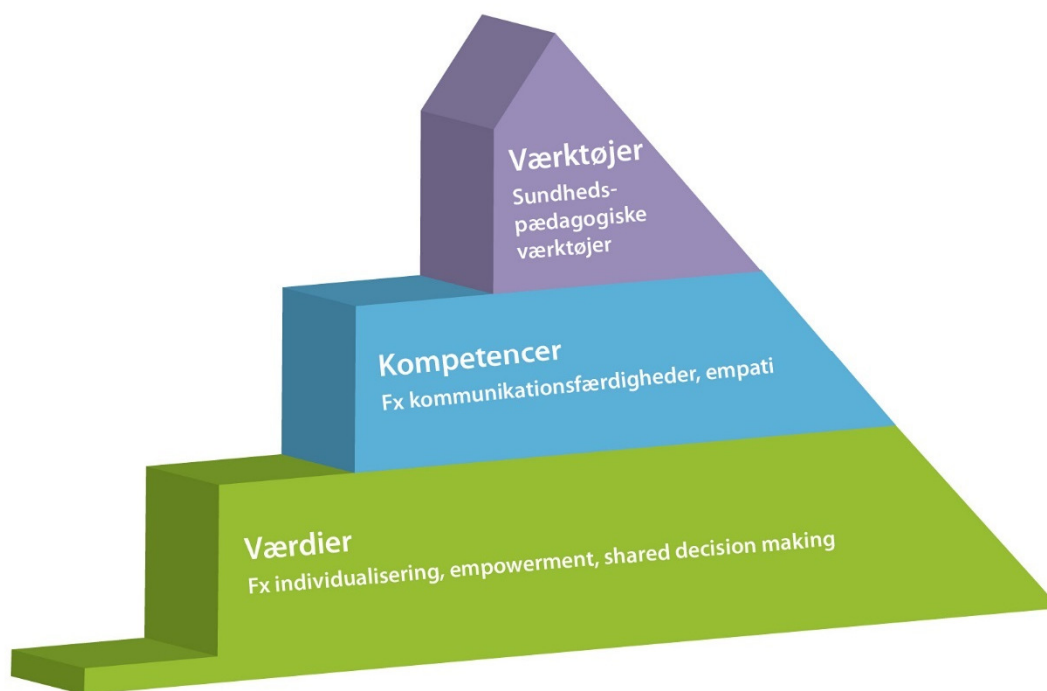 Værktøjer
Sundheds-
pædagogiske
værktøjer
Kompetencer
Fx kommunikationsfærdigheder, empati
Værdier
Fx individualisering, empowerment, shared decision making